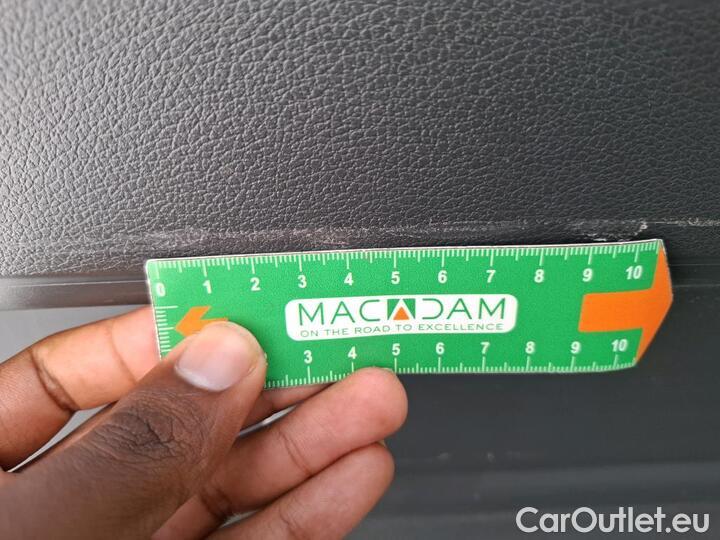 0 1 2 3 4 5 6 7 8 9 10
MACADAM
ON THE ROAD TO EXCELLENCE
3 4 5 6 7 8 9 10
CarOutlet.eu